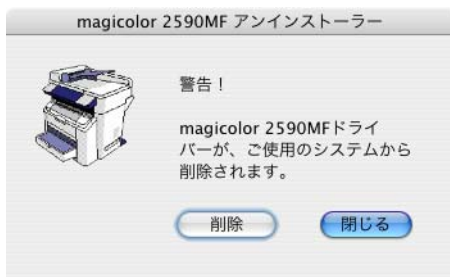 magicolor 2590MF アンインストーラー
警告！
magicolor 2590MFドライ
バーが、ご使用のシステムから
削除されます。
削除
閉じる